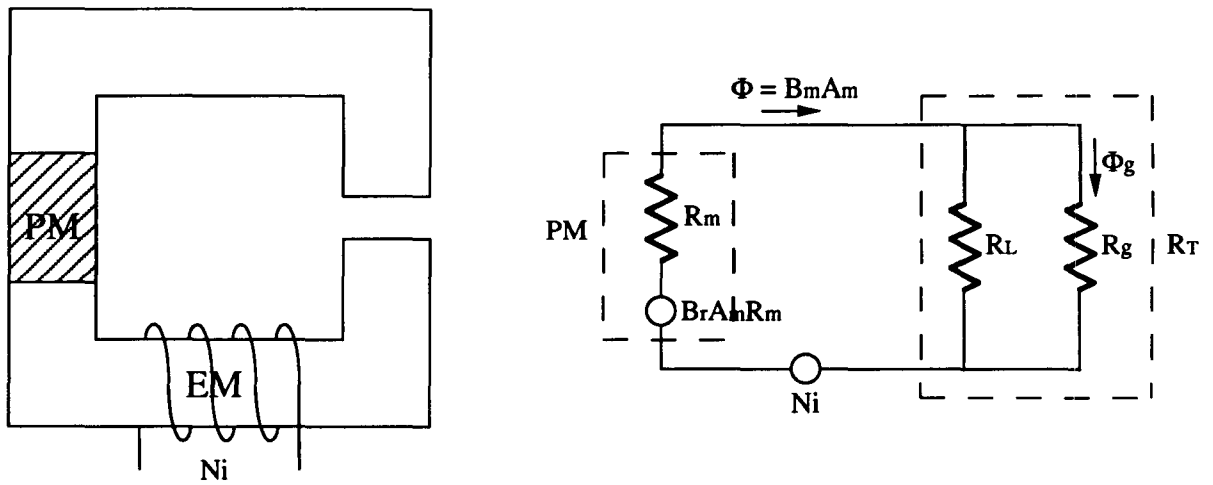 PM
EM
Ni
Φ = BmAm
Φg
PM
Rm
RL
Rg
RT
BrAmRm
Ni